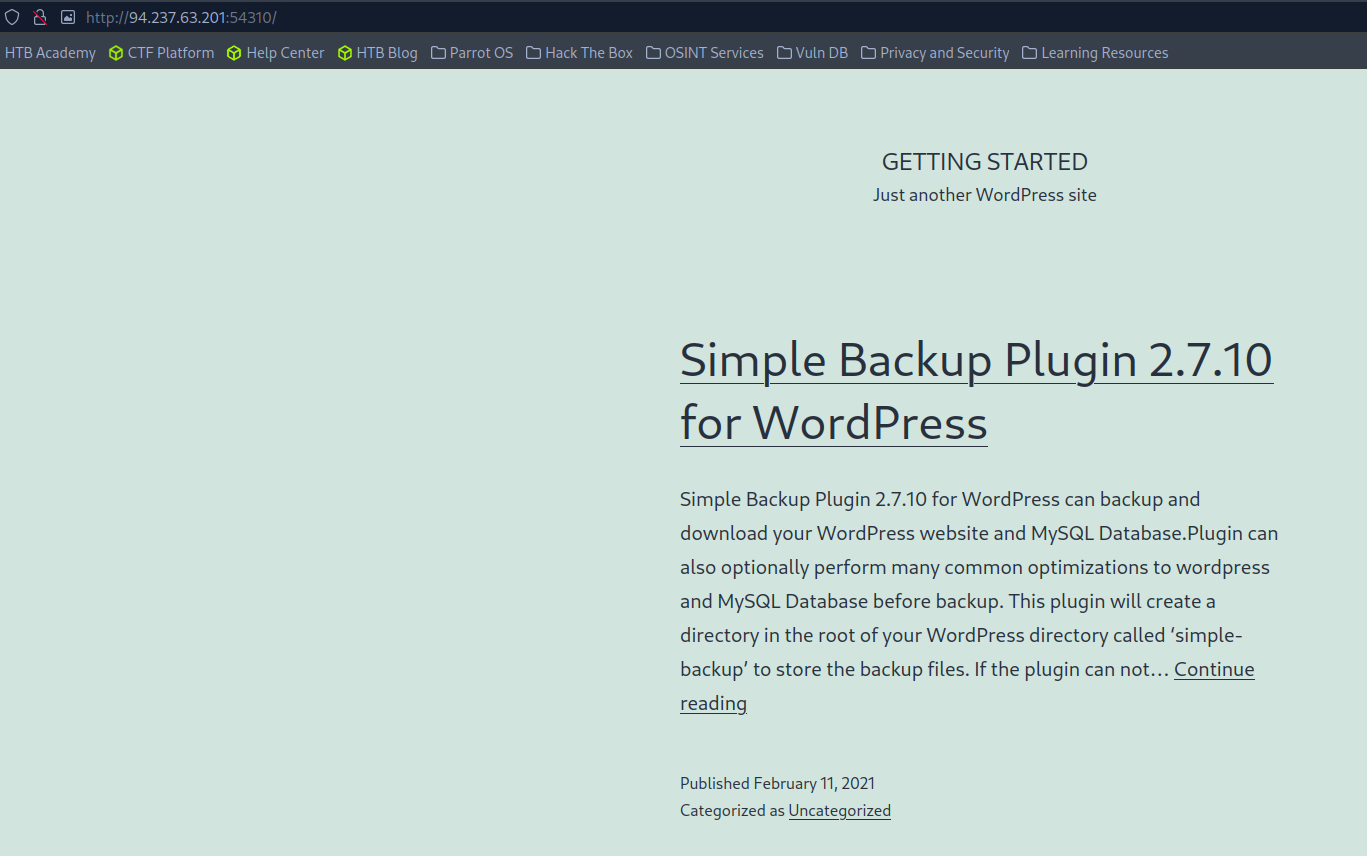 http://94.237.63.201:54310/
HTB Academy CTF Platform Help Center HTB Blog Parrot OS Hack The Box OSINT Services Vuln DB Privacy and Security Learning Resources
GETTING STARTED
Just another WordPress site
Simple Backup Plugin 2.7.10
for WordPress
Simple Backup Plugin 2.7.10 for WordPress can backup and
download your WordPress website and MySQL Database.Plugin can
also optionally perform many common optimizations to wordpress
and MySQL Database before backup. This plugin will create a
directory in the root of your WordPress directory called ‘simple-
backup’ to store the backup files. If the plugin can not… Continue
reading
Published February 11, 2021
Categorized as Uncategorized